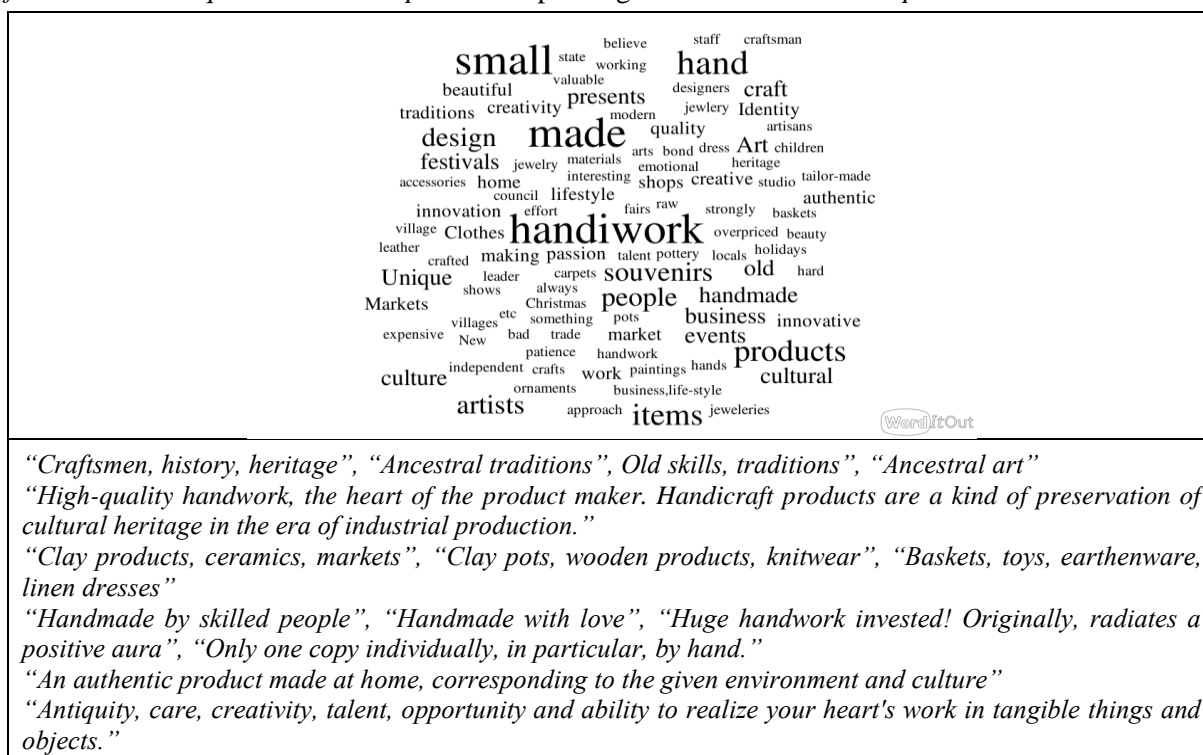 believe staff craftsman
small state working hand
valuable
beautiful presents designers craft
traditions creativity modern jewlery Identity
design made quality artisans
arts bond dress Art children
festivals jewelry materials emotional heritage
accessories home interesting shops creative studio tailor-made
council lifestyle authentic
innovation effort fairs raw strongly baskets
village Clothes handiwork overpriced beauty
leather crafted making passion talent pottery locals holidays
Unique leader carpets souvenirs old hard
shows always
Markets Christmas people handmade
villages etc something pots business innovative
expensive New bad trade market events
patience handwork products
culture independent crafts work paintings hands cultural
ornaments business,life-style
artists approach items jeweleries
WordItOut
“Craftsmen, history, heritage”, “Ancestral traditions”, Old skills, traditions”, “Ancestral art”
“High-quality handwork, the heart of the product maker. Handicraft products are a kind of preservation of
cultural heritage in the era of industrial production.”
“Clay products, ceramics, markets”, “Clay pots, wooden products, knitwear”, “Baskets, toys, earthenware,
linen dresses”
“Handmade by skilled people”, “Handmade with love”, “Huge handwork invested! Originally, radiates a
positive aura”, “Only one copy individually, in particular, by hand.”
“An authentic product made at home, corresponding to the given environment and culture”
“Antiquity, care, creativity, talent, opportunity and ability to realize your heart's work in tangible things and
objects.”